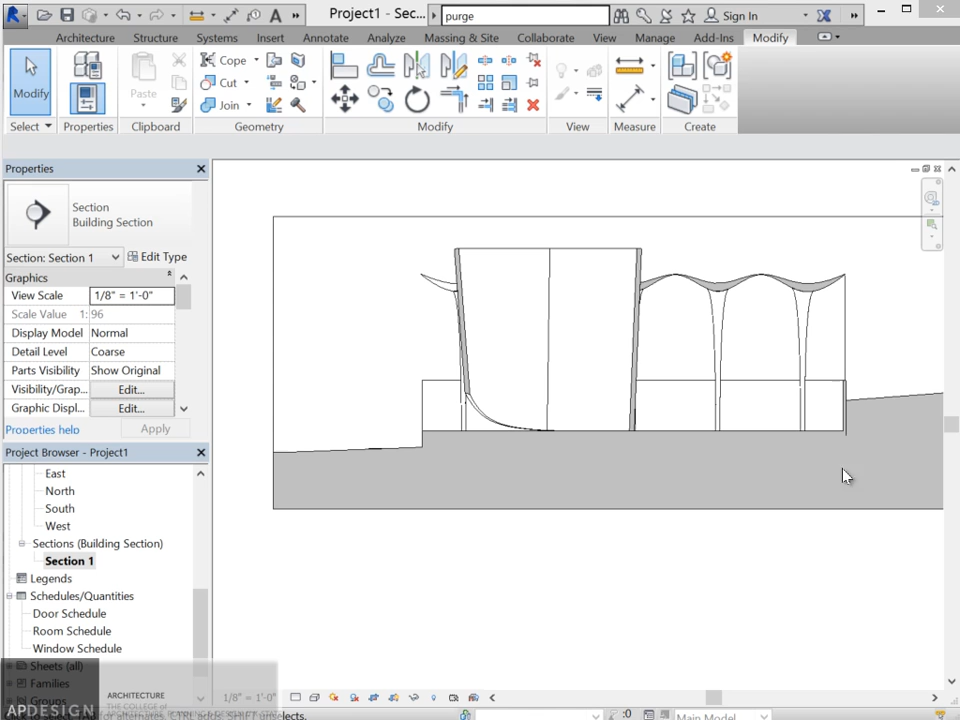 Project1 - Sec...
purge
Sign In
Architecture
Structure
Systems
Insert
Annotate
Analyze
Massing & Site
Collaborate
View
Manage
Add-Ins
Modify
Modify
Select
Properties
Paste
Clipboard
Cope
Cut
Join
Geometry
Modify
View
Measure
Create
Properties
Section
Building Section
Section: Section 1
Edit Type
Graphics
View Scale
1/8" = 1'-0"
Scale Value 1:
96
Display Model
Normal
Detail Level
Coarse
Parts Visibility
Show Original
Visibility/Grap...
Edit...
Graphic Displ...
Edit...
Properties help
Apply
Project Browser - Project1
East
North
South
West
Sections (Building Section)
Section 1
Legends
Schedules/Quantities
Door Schedule
Room Schedule
Window Schedule
Sheets (all)
Families
Groups
APDESIGN
ARCHITECTURE
THE COLLEGE of
1/8" = 1'-0"
:0
Main Model